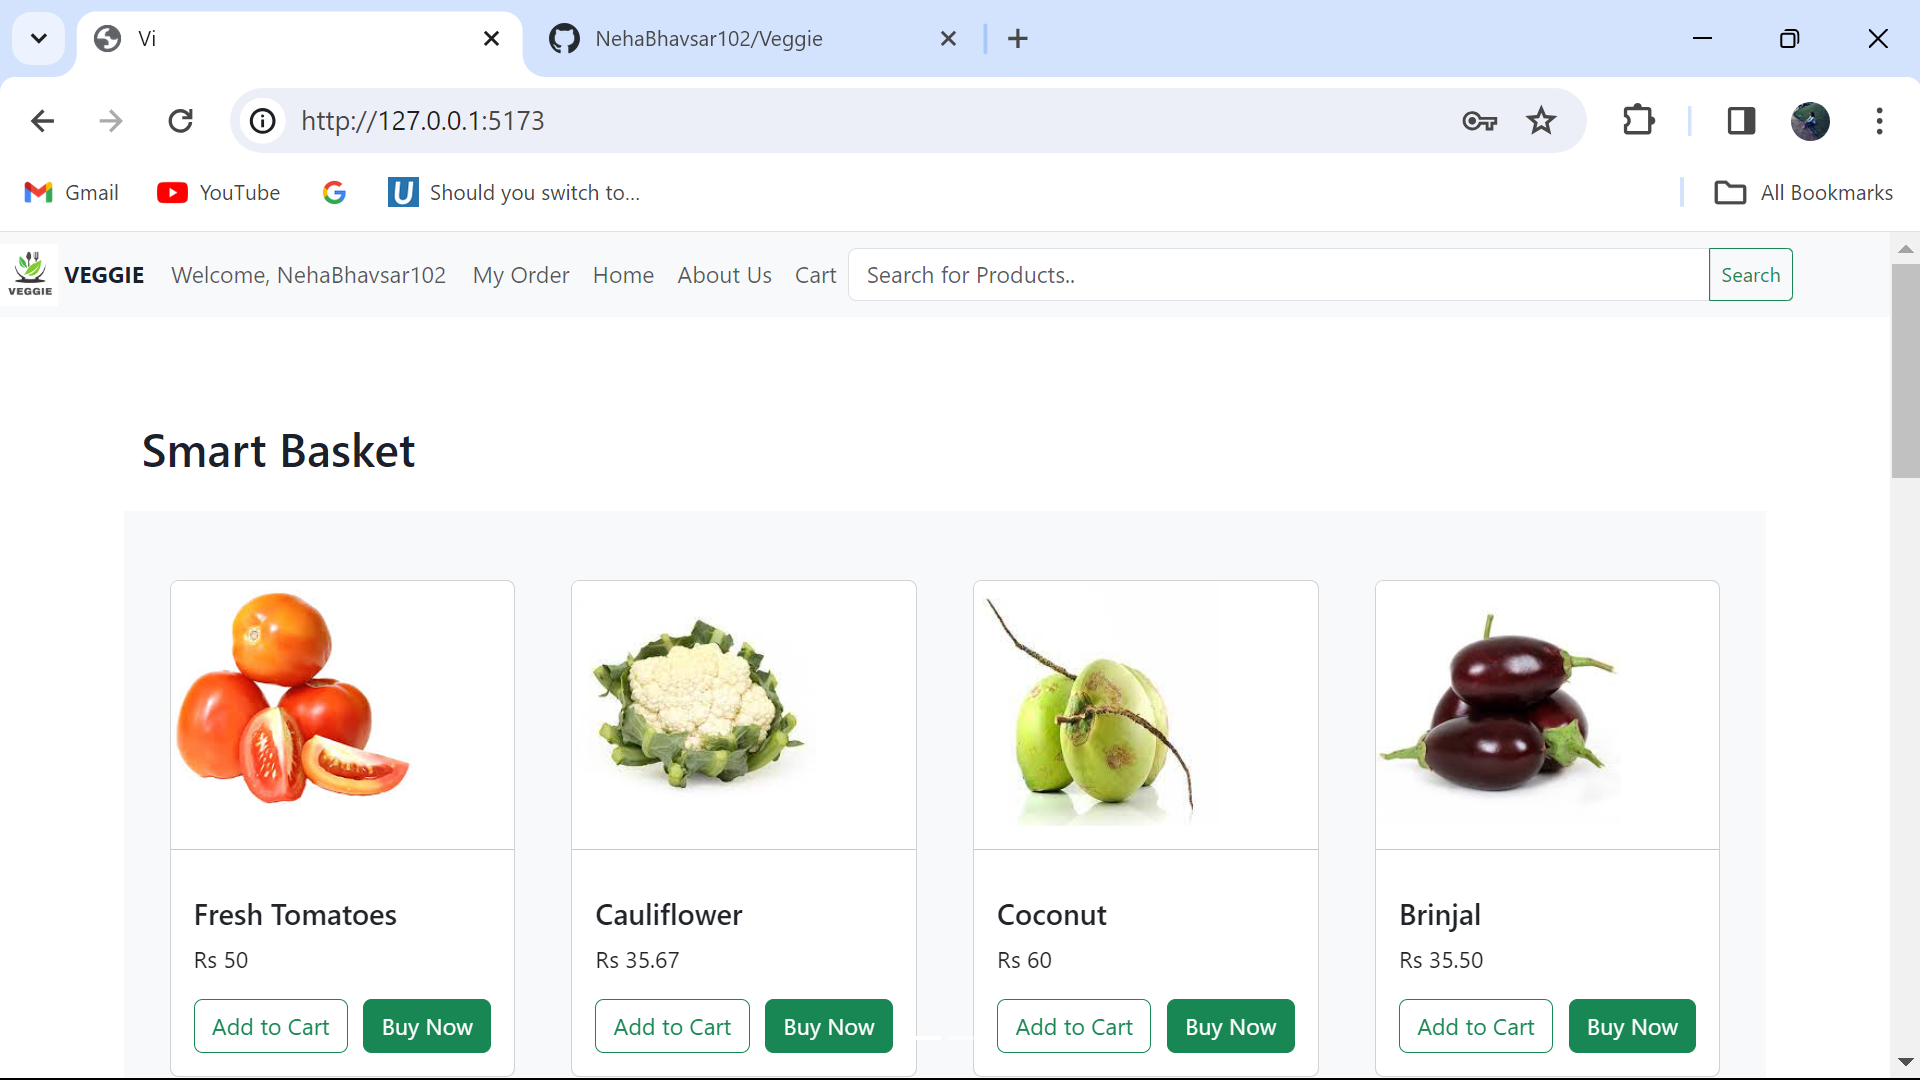 Vi
NehaBhavsar102/Veggie
http://127.0.0.1:5173
Gmail
YouTube
Should you switch to...
All Bookmarks
VEGGIE
VEGGIE
Welcome, NehaBhavsar102
My Order
Home
About Us
Cart
Search for Products..
Search
Smart Basket
Fresh Tomatoes
Rs 50
Add to Cart
Buy Now
Cauliflower
Rs 35.67
Add to Cart
Buy Now
Coconut
Rs 60
Add to Cart
Buy Now
Brinjal
Rs 35.50
Add to Cart
Buy Now